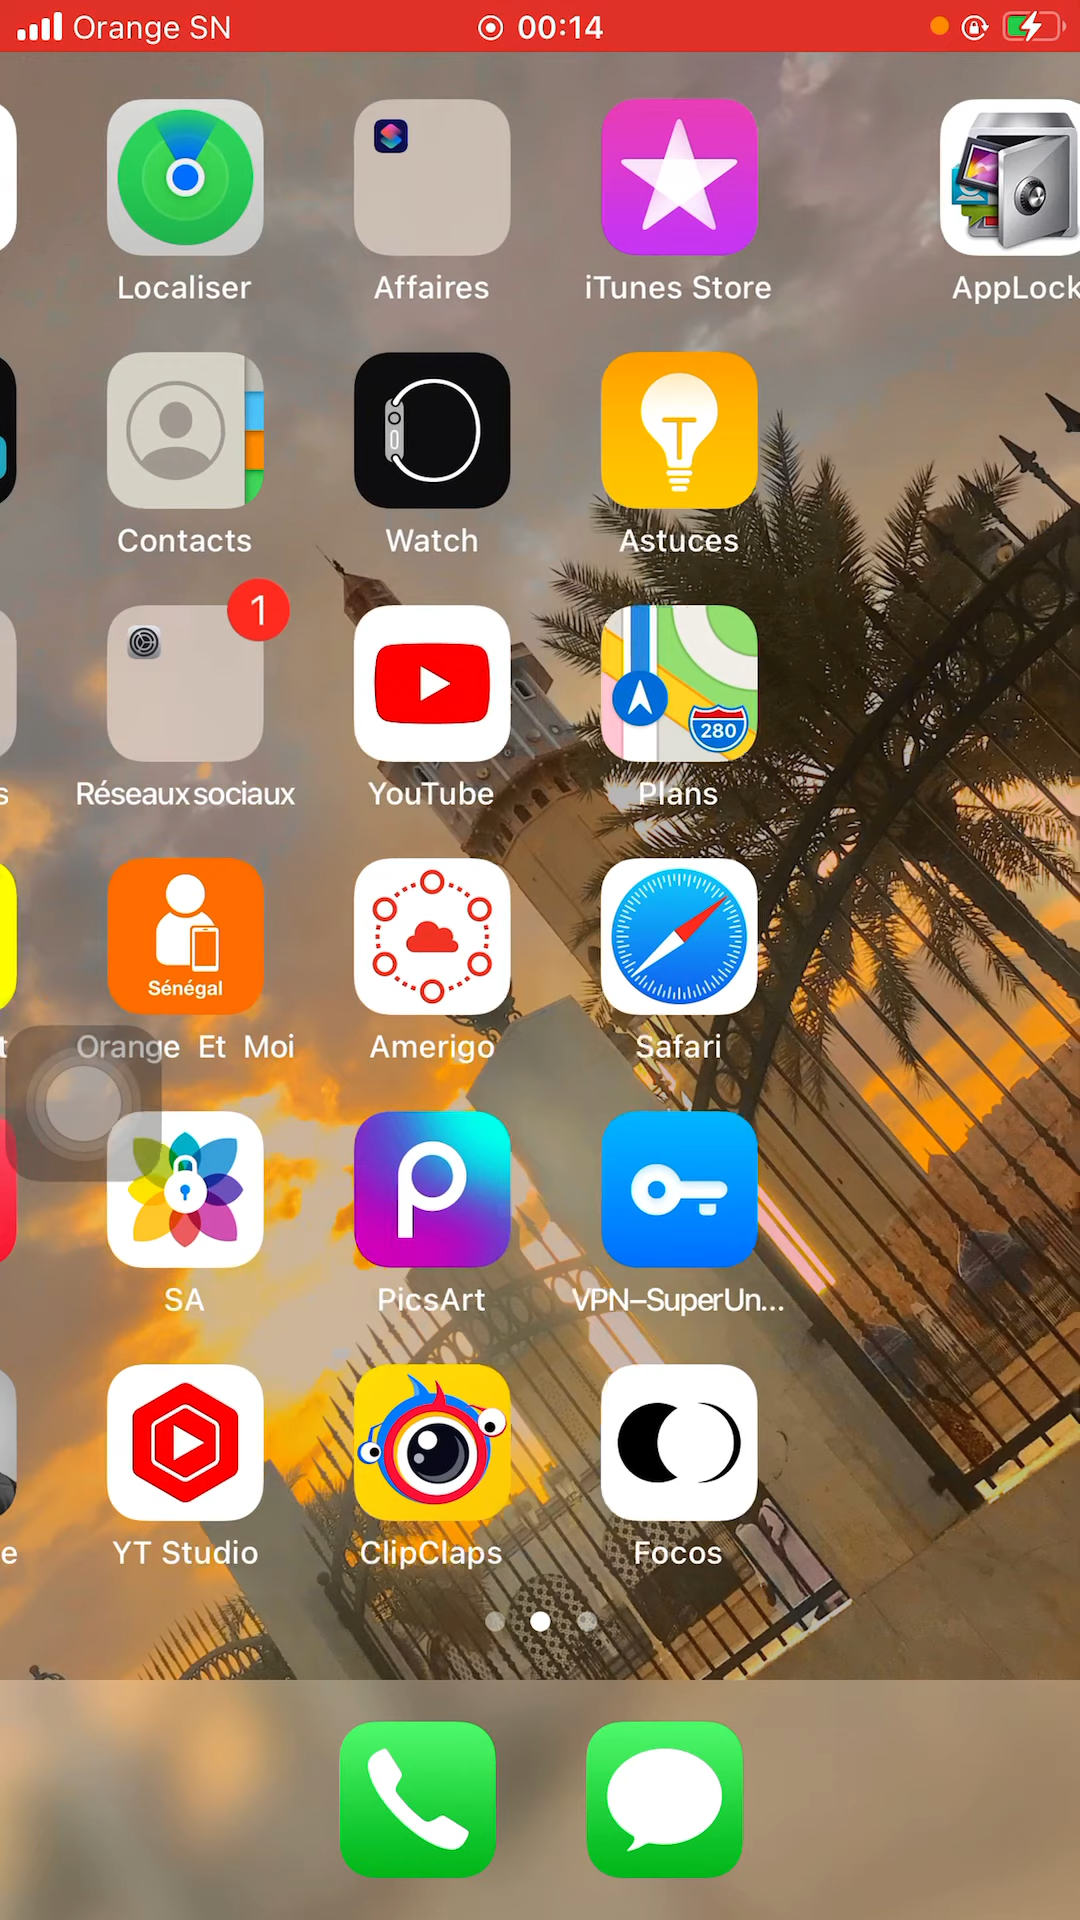 Orange SN 00:14
Localiser Affaires iTunes Store AppLock
Contacts Watch Astuces
1
280
s Réseaux sociaux YouTube Plans
Sénégal
t Orange Et Moi Amerigo Safari
SA PicsArt VPN–SuperUn...
e YT Studio ClipClaps Focos